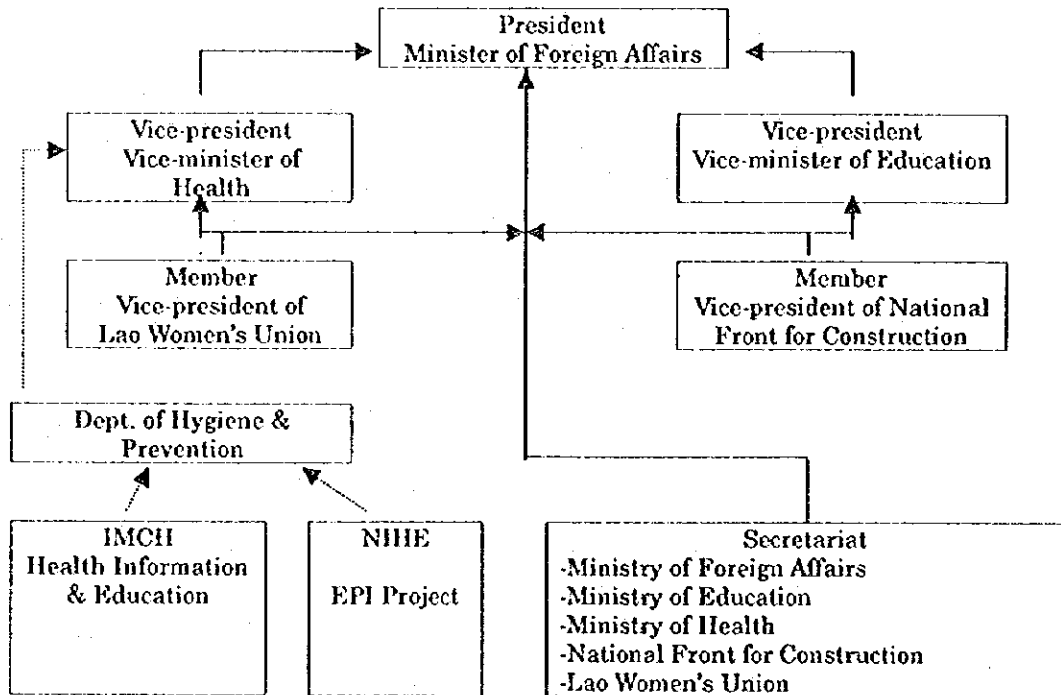 President
Minister of Foreign Affairs
Vice-president
Vice-minister of
Health
Vice-president
Vice-minister of Education
Member
Vice-president of
Lao Women's Union
Member
Vice-president of National
Front for Construction
Dept. of Hygiene &
Prevention
IMCH
Health Information
& Education
NIHE
EPI Project
Secretariat
-Ministry of Foreign Affairs
-Ministry of Education
-Ministry of Health
-National Front for Construction
-Lao Women's Union